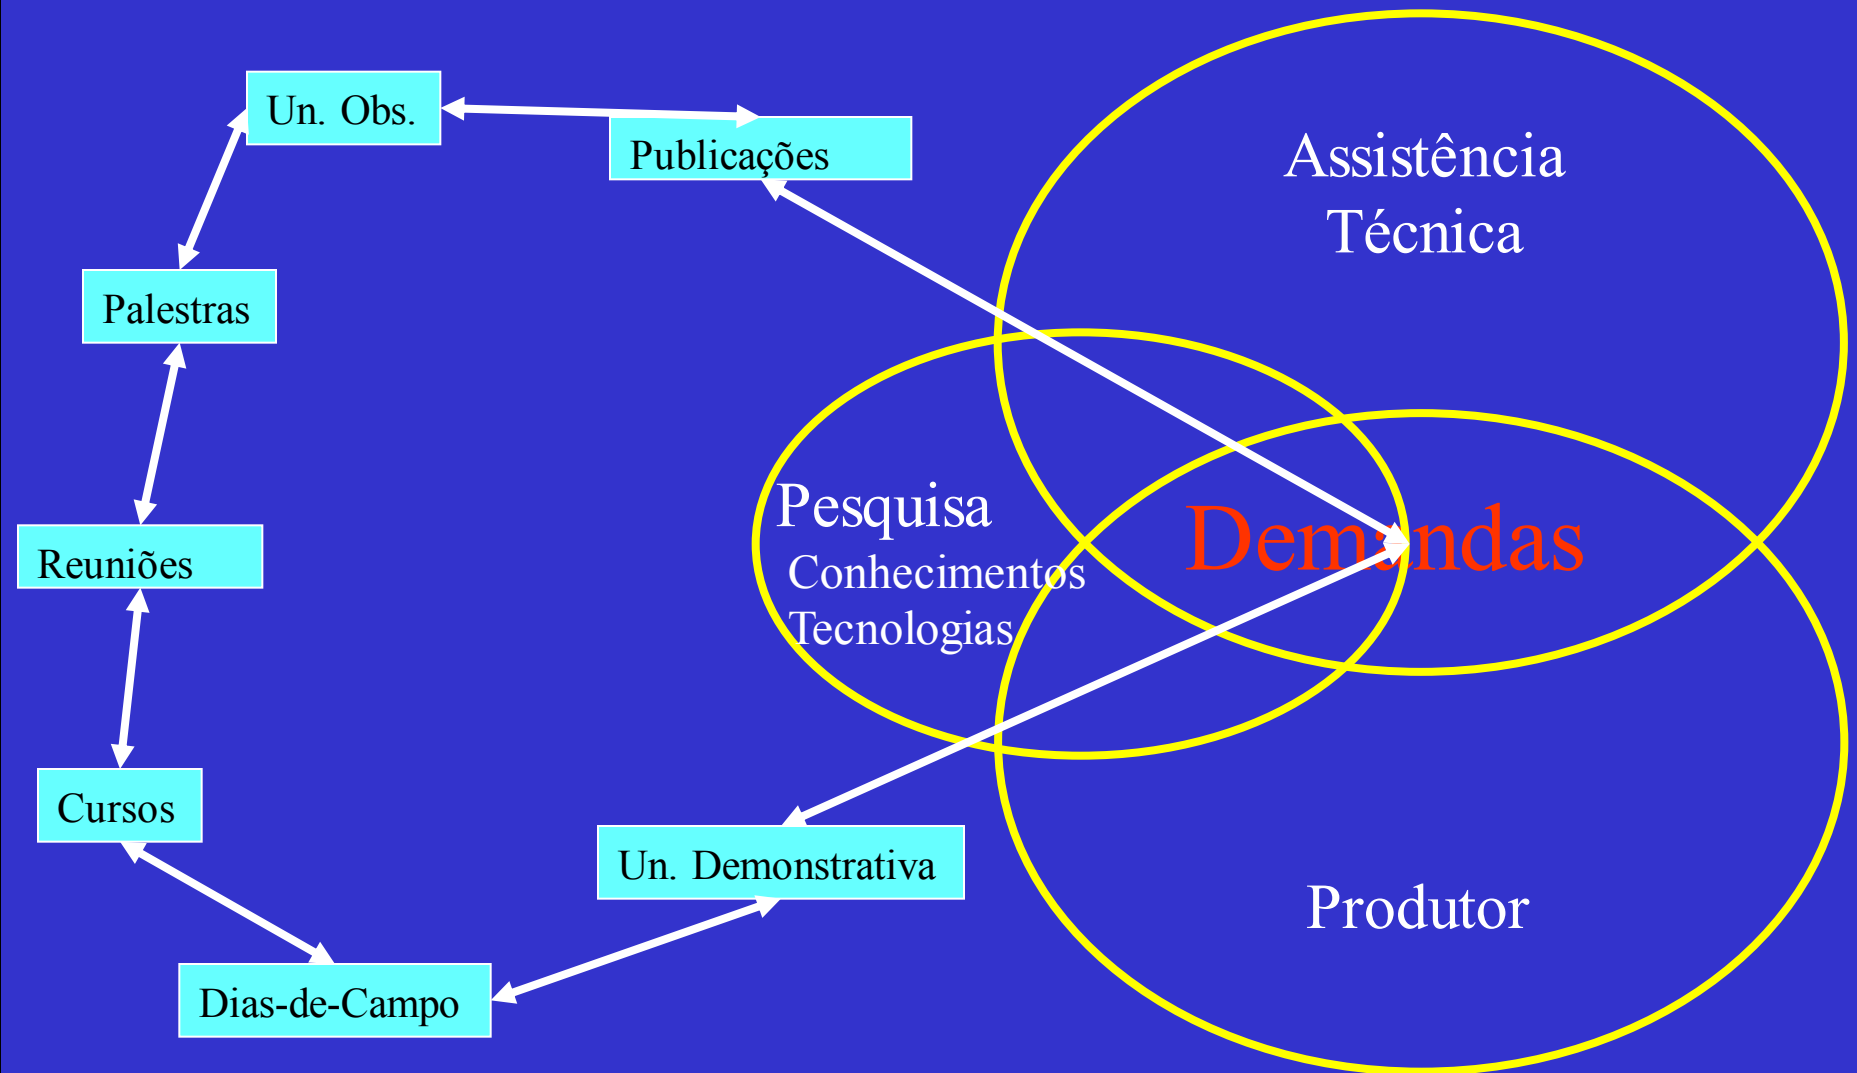 Un. Obs.
Publicações
Assistência
Técnica
Palestras
Pesquisa
Conhecimentos
Tecnologias
Demandas
Reuniões
Cursos
Un. Demonstrativa
Produtor
Dias-de-Campo